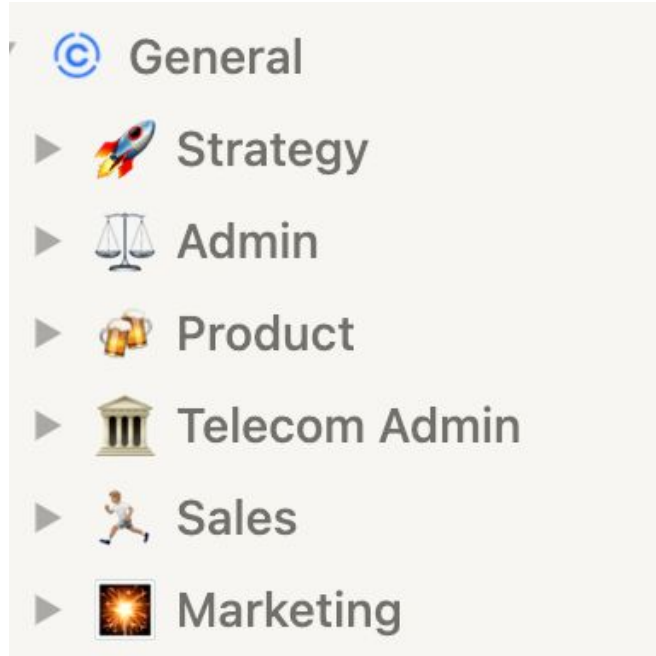 General
Strategy
Admin
Product
Telecom Admin
Sales
Marketing